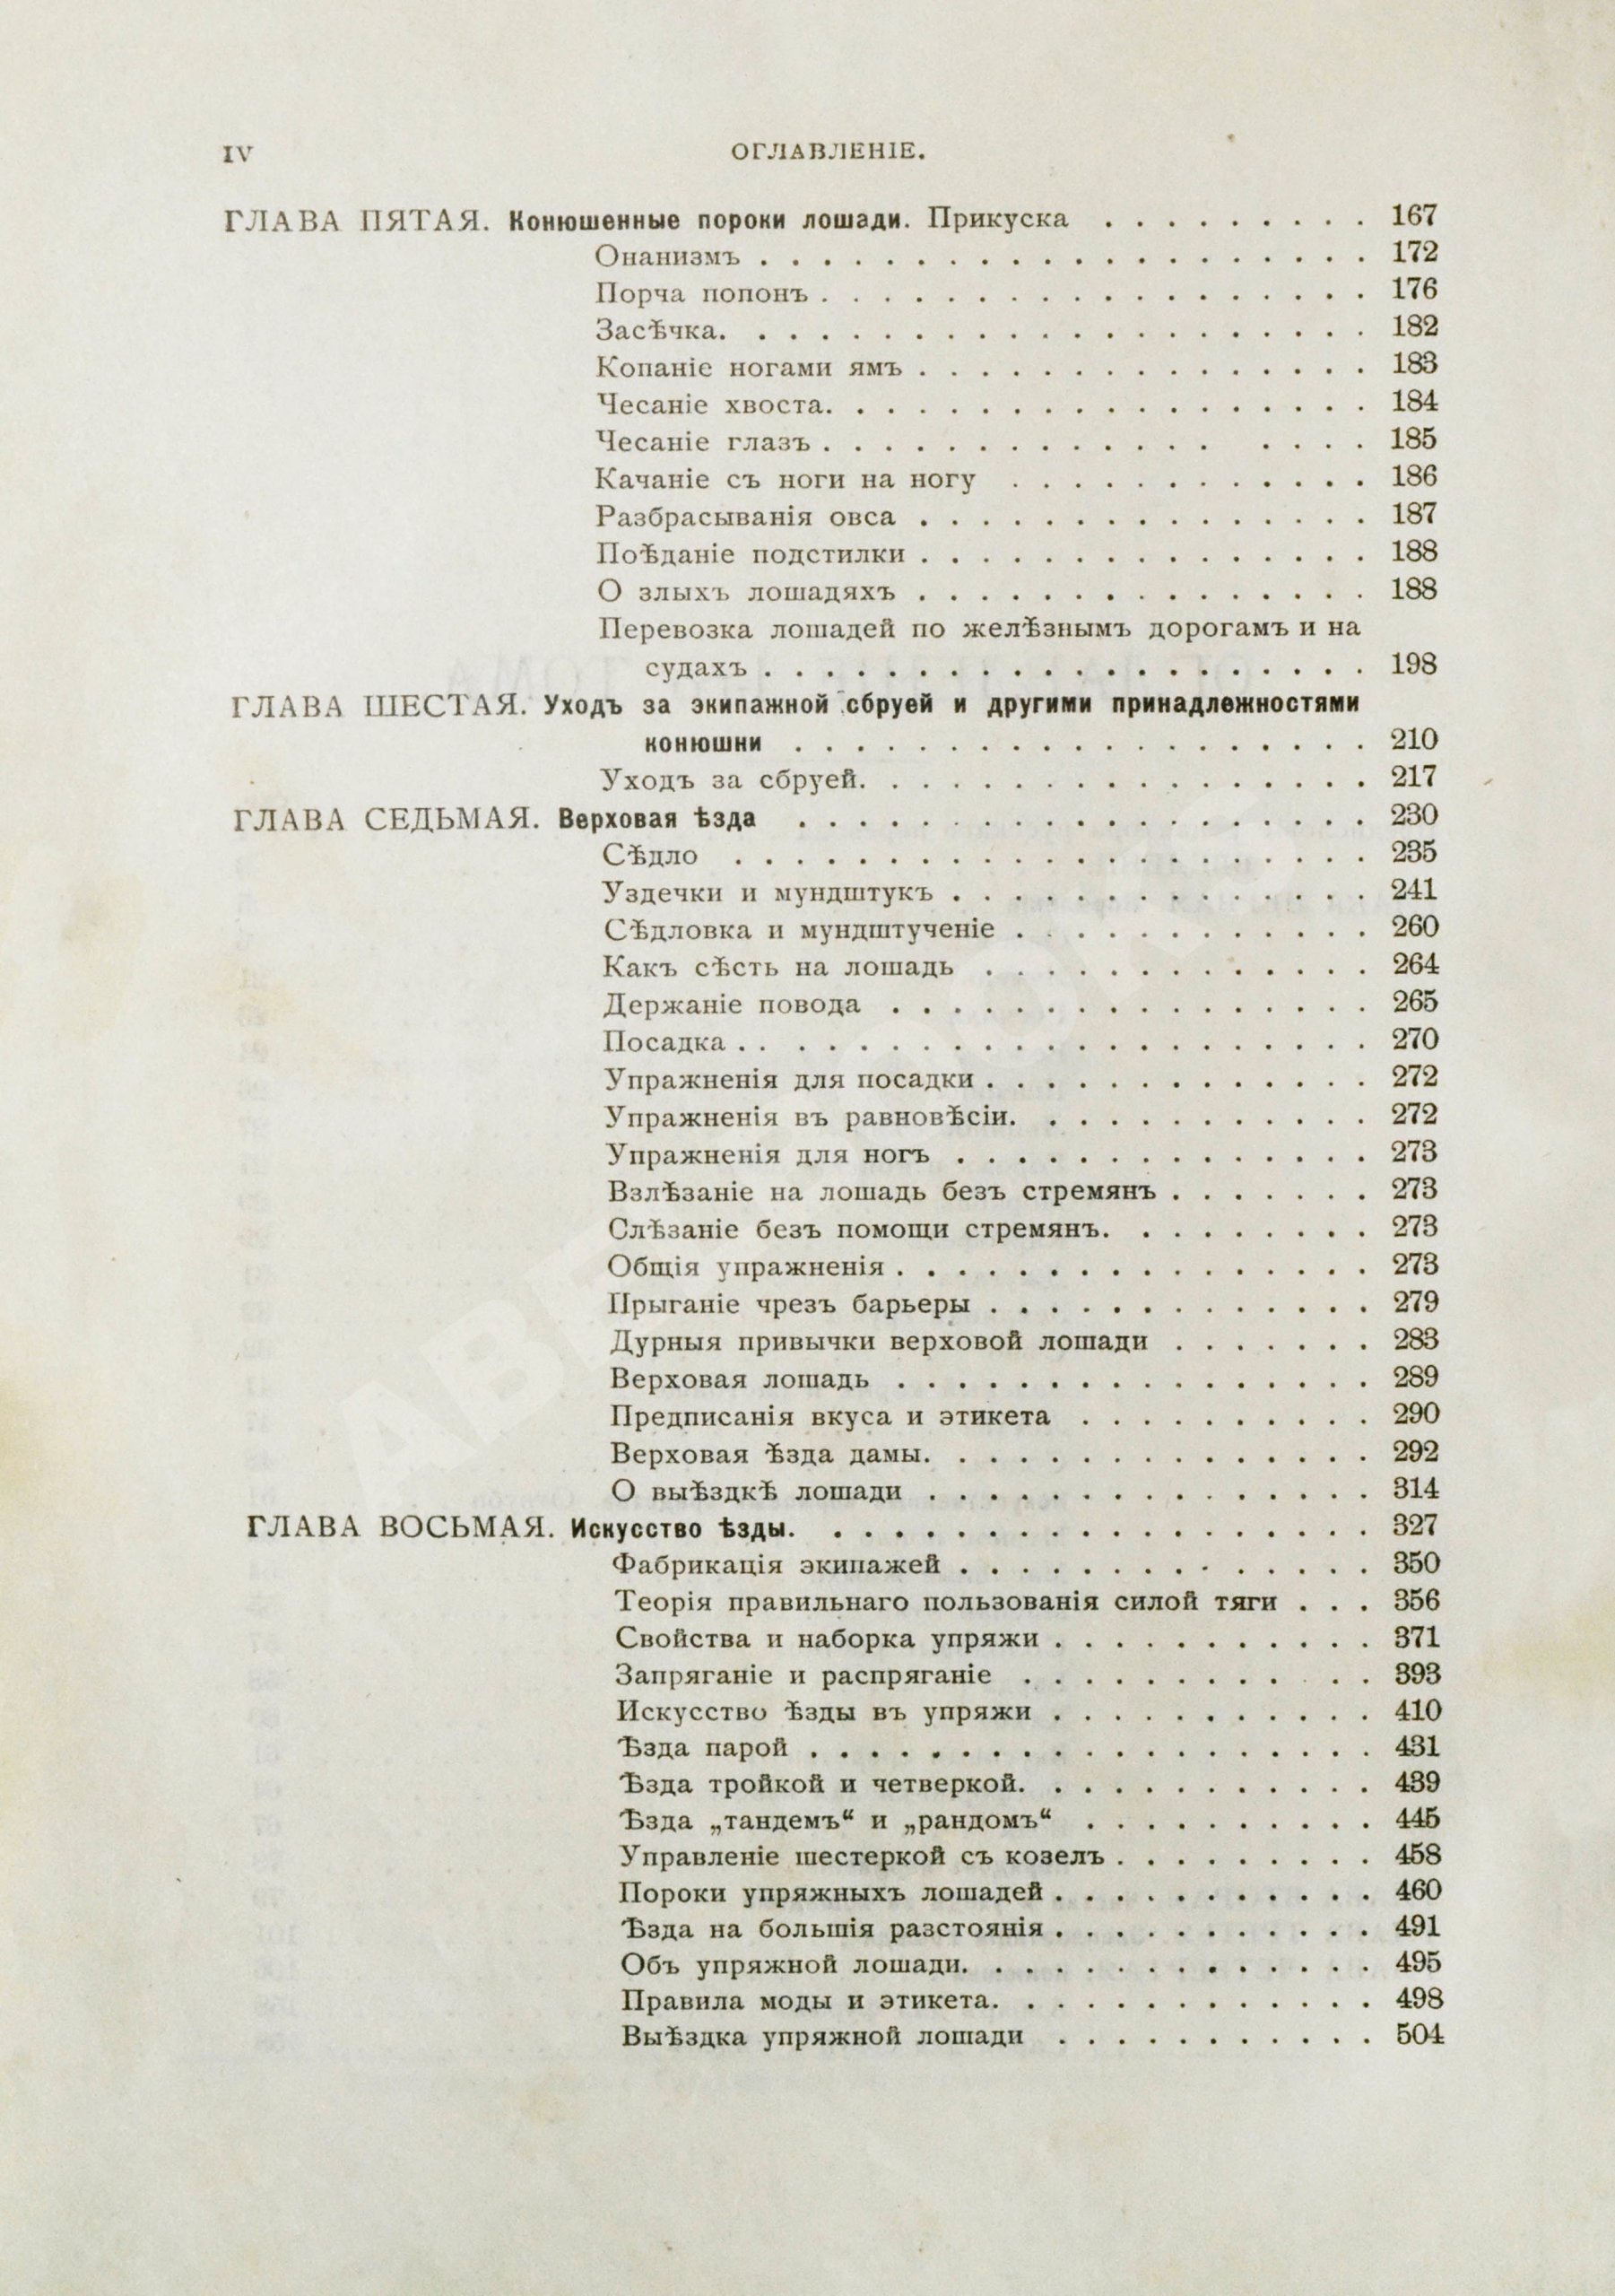 IV
ОГЛАВЛЕНІЕ.
ГЛАВА ПЯТАЯ. Конюшенные пороки лошади. Прикуска . . . . . . . . . 167
Онанизмъ . . . . . . . . . . . . . . . . . . . . 172
Порча попонъ . . . . . . . . . . . . . . . . . . 176
Засѣчка. . . . . . . . . . . . . . . . . . . . . 182
Копаніе ногами ямъ . . . . . . . . . . . . . . . 183
Чесаніе хвоста. . . . . . . . . . . . . . . . . . 184
Чесаніе глазъ . . . . . . . . . . . . . . . . . 185
Качаніе съ ноги на ногу . . . . . . . . . . . . 186
Разбрасыванія овса . . . . . . . . . . . . . . . 187
Поѣданіе подстилки . . . . . . . . . . . . . . . 188
О злыхъ лошадяхъ . . . . . . . . . . . . . . . 188
Перевозка лошадей по желѣзнымъ дорогамъ и на
судахъ . . . . . . . . . . . . . . . . . . . . 198
ГЛАВА ШЕСТАЯ. Уходъ за экипажной сбруей и другими принадлежностями
конюшни . . . . . . . . . . . . . . . . . . . 210
Уходъ за сбруей. . . . . . . . . . . . . . . . . 217
ГЛАВА СЕДЬМАЯ. Верховая ѣзда . . . . . . . . . . . . . . . . . . . 230
Сѣдло . . . . . . . . . . . . . . . . . . . . . 235
Уздечки и мундштукъ . . . . . . . . . . . . . . 241
Сѣдловка и мундштученіе . . . . . . . . . . . . 260
Какъ сѣсть на лошадь . . . . . . . . . . . . . 264
Держаніе повода . . . . . . . . . . . . . . . . 265
Посадка . . . . . . . . . . . . . . . . . . . . . 270
Упражненія для посадки . . . . . . . . . . . . . 272
Упражненія въ равновѣсіи. . . . . . . . . . . . 272
Упражненія для ногъ . . . . . . . . . . . . . . 273
Взлѣзаніе на лошадь безъ стремянъ . . . . . . . 273
Слѣзаніе безъ помощи стремянъ. . . . . . . . . 273
Общія упражненія . . . . . . . . . . . . . . . . 273
Прыганіе чрезъ барьеры . . . . . . . . . . . . . 279
Дурныя привычки верховой лошади . . . . . . . 283
Верховая лошадь . . . . . . . . . . . . . . . . 289
Предписанія вкуса и этикета . . . . . . . . . . 290
Верховая ѣзда дамы. . . . . . . . . . . . . . . 292
О выѣздкѣ лошади . . . . . . . . . . . . . . . 314
ГЛАВА ВОСЬМАЯ. Искусство ѣзды. . . . . . . . . . . . . . . . . . . 327
Фабрикація экипажей . . . . . . . . . . . . . . 350
Теорія правильнаго пользованія силой тяги . . . 356
Свойства и наборка упряжи . . . . . . . . . . . 371
Запряганіе и распряганіе . . . . . . . . . . . . 393
Искусство ѣзды въ упряжи . . . . . . . . . . . 410
Ѣзда парой . . . . . . . . . . . . . . . . . . . 431
Ѣзда тройкой и четверкой. . . . . . . . . . . . 439
Ѣзда „тандемъ“ и „рандомъ“ . . . . . . . . . . 445
Управленіе шестеркой съ козелъ . . . . . . . . . 458
Пороки упряжныхъ лошадей . . . . . . . . . . . 460
Ѣзда на большія разстоянія . . . . . . . . . . . 491
Объ упряжной лошади. . . . . . . . . . . . . . 495
Правила моды и этикета. . . . . . . . . . . . . 498
Выѣздка упряжной лошади . . . . . . . . . . . 504